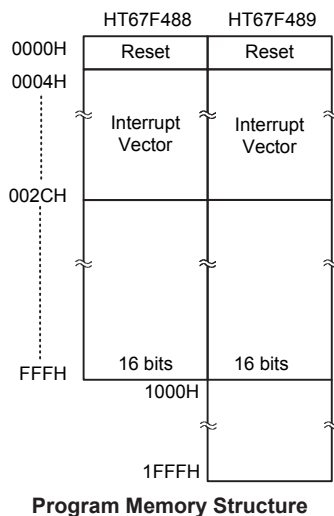 HT67F488 HT67F489
0000H Reset Reset
0004H
Interrupt Vector Interrupt Vector
002CH
FFFH 16 bits 16 bits
1000H
1FFFH
Program Memory Structure